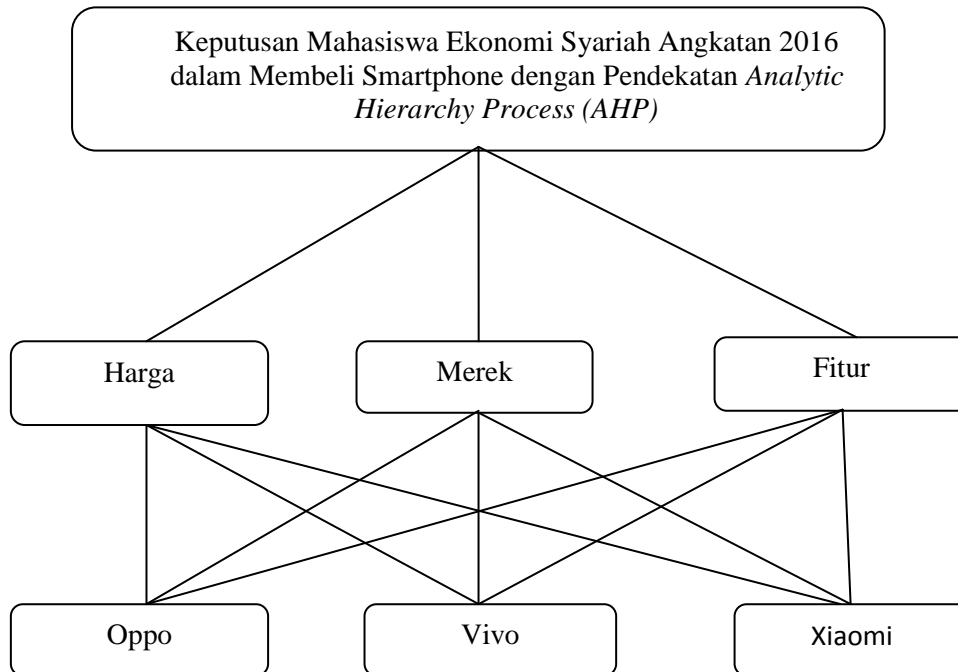 Keputusan Mahasiswa Ekonomi Syariah Angkatan 2016
dalam Membeli Smartphone dengan Pendekatan Analytic
Hierarchy Process (AHP)
Harga
Merek
Fitur
Oppo
Vivo
Xiaomi